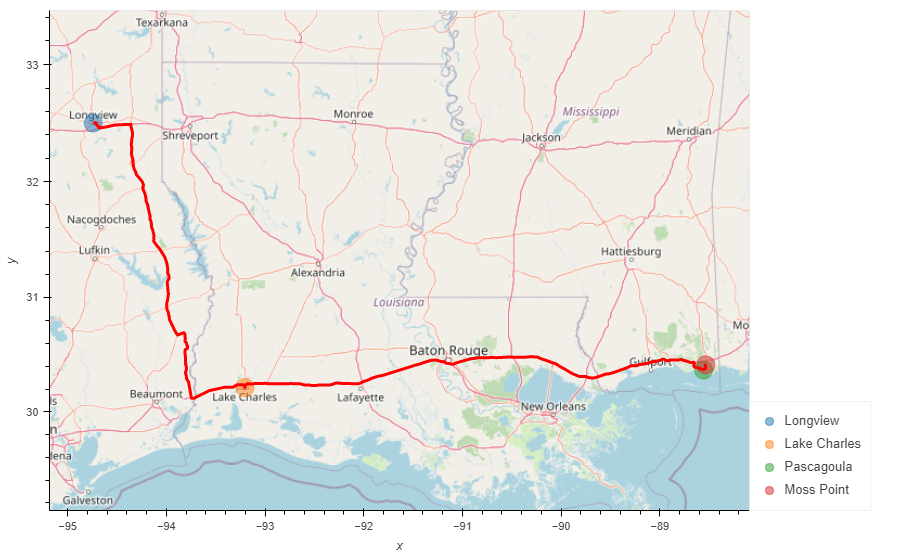 Texarkana
33
Longview
Shreveport
Monroe
Mississippi
Jackson
Meridian
32
Nacogdoches
Lufkin
Hattiesburg
Alexandria
31
Louisiana
y
Mo
Baton Rouge
Gulfport
Beaumont
Lake Charles
Lafayette
New Orleans
30
ls
n
lena
Galveston
Longview
Lake Charles
Pascagoula
Moss Point
−95
−94
−93
−92
−91
−90
−89
x